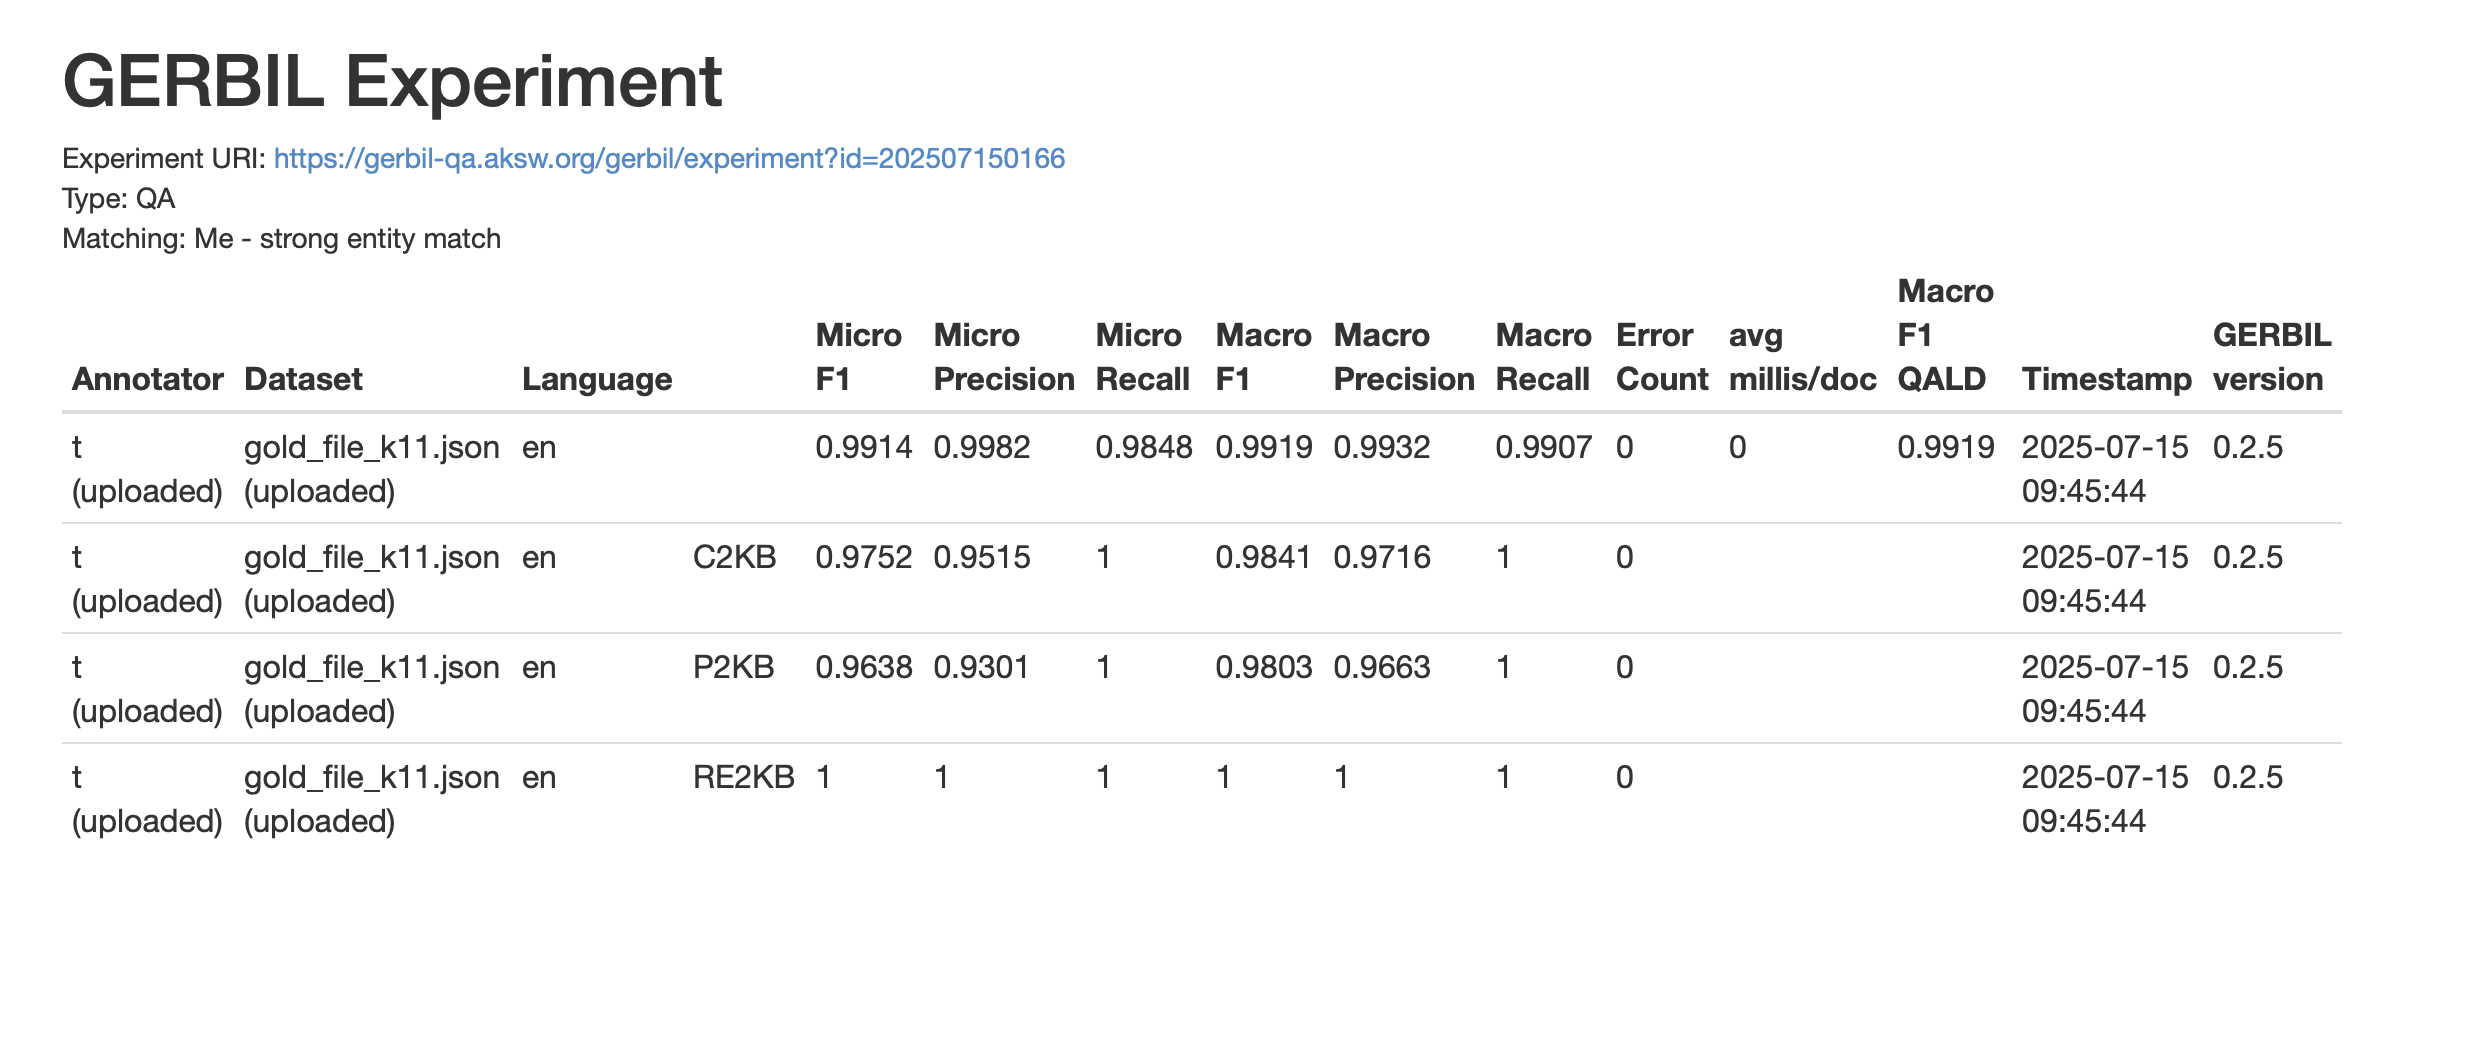 GERBIL Experiment
Experiment URI: https://gerbil-qa.aksw.org/gerbil/experiment?id=202507150166
Type: QA
Matching: Me - strong entity match
Macro
Micro Micro Micro Macro Macro Macro Error avg F1 GERBIL
Annotator Dataset Language F1 Precision Recall F1 Precision Recall Count millis/doc QALD Timestamp version
t gold_file_k11.json en 0.9914 0.9982 0.9848 0.9919 0.9932 0.9907 0 0 0.9919 2025-07-15 0.2.5
(uploaded) (uploaded) 09:45:44
t gold_file_k11.json en C2KB 0.9752 0.9515 1 0.9841 0.9716 1 0 2025-07-15 0.2.5
(uploaded) (uploaded) 09:45:44
t gold_file_k11.json en P2KB 0.9638 0.9301 1 0.9803 0.9663 1 0 2025-07-15 0.2.5
(uploaded) (uploaded) 09:45:44
t gold_file_k11.json en RE2KB 1 1 1 1 1 1 0 2025-07-15 0.2.5
(uploaded) (uploaded) 09:45:44